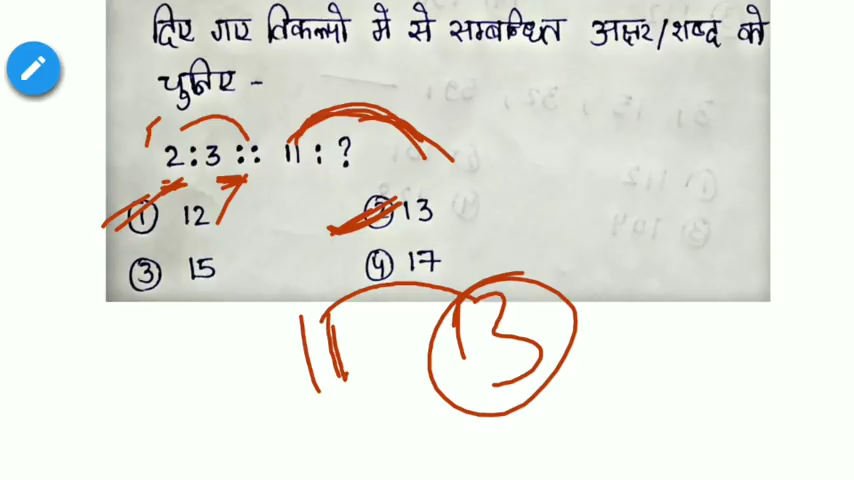 दिए गए विकल्पो में से सम्बन्धित अक्षर/शब्द को
चुनिए -
2 : 3 :: 11 : ?
① 12 ② 13
③ 15 ④ 17
11 13